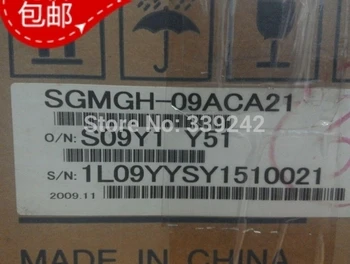 包邮
SGMGH-09ACA21
Store No: 339242
O/N: S09Y1 Y51
S/N: 1L09YYSY1510021
2009.11
MADE IN CHINA